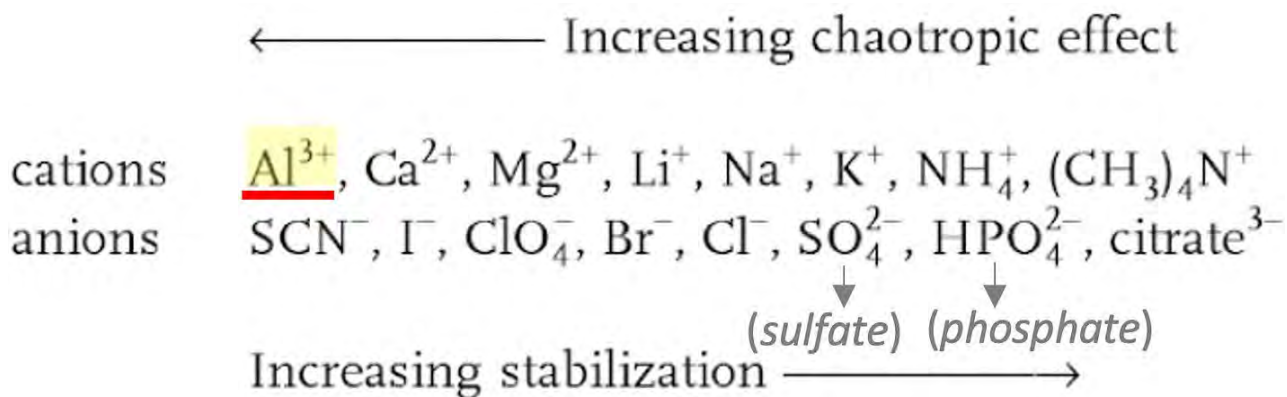 ← Increasing chaotropic effect
cations Al³⁺, Ca²⁺, Mg²⁺, Li⁺, Na⁺, K⁺, NH₄⁺, (CH₃)₄N⁺
anions SCN⁻, I⁻, ClO₄⁻, Br⁻, Cl⁻, SO₄²⁻, HPO₄²⁻, citrate³⁻
(sulfate) (phosphate)
Increasing stabilization →